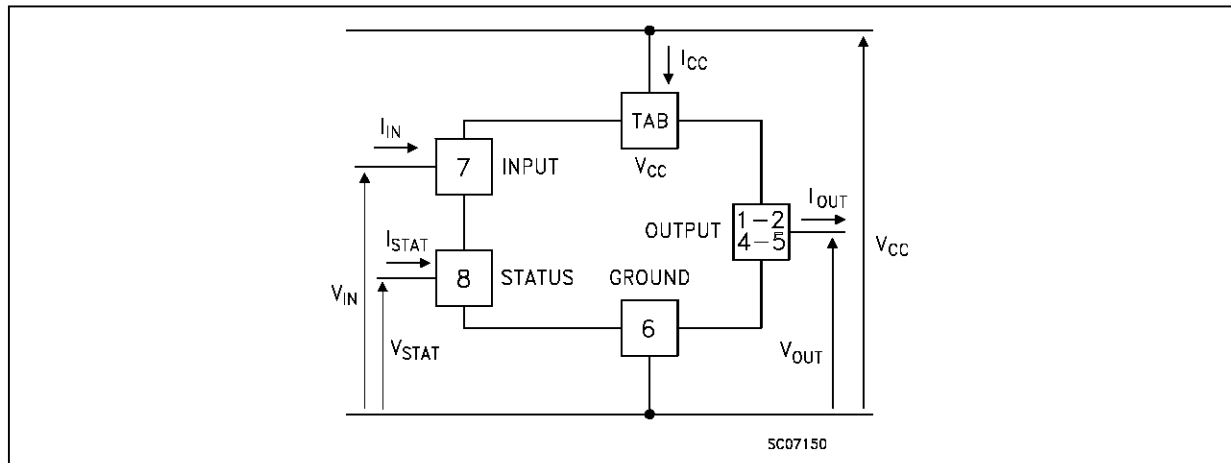 I_CC
TAB
V_CC
I_IN
7
INPUT
I_OUT
OUTPUT
1-2
4-5
V_CC
I_STAT
8
STATUS
GROUND
6
V_IN
V_STAT
V_OUT
SC07150